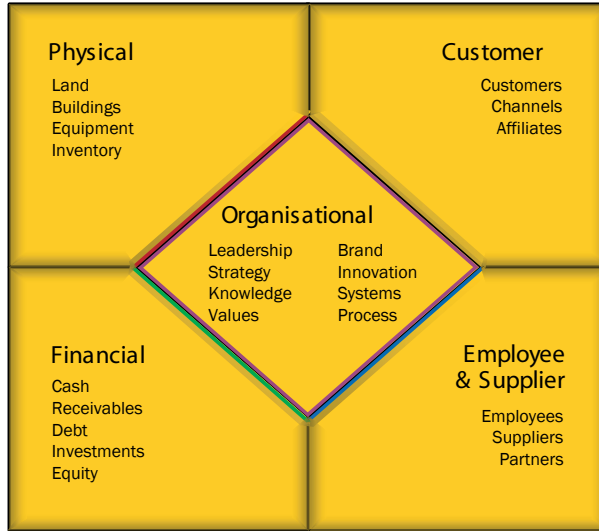 Physical
Land
Buildings
Equipment
Inventory
Customer
Customers
Channels
Affiliates
Organisational
Leadership
Strategy
Knowledge
Values
Brand
Innovation
Systems
Process
Financial
Cash
Receivables
Debt
Investments
Equity
Employee
& Supplier
Employees
Suppliers
Partners